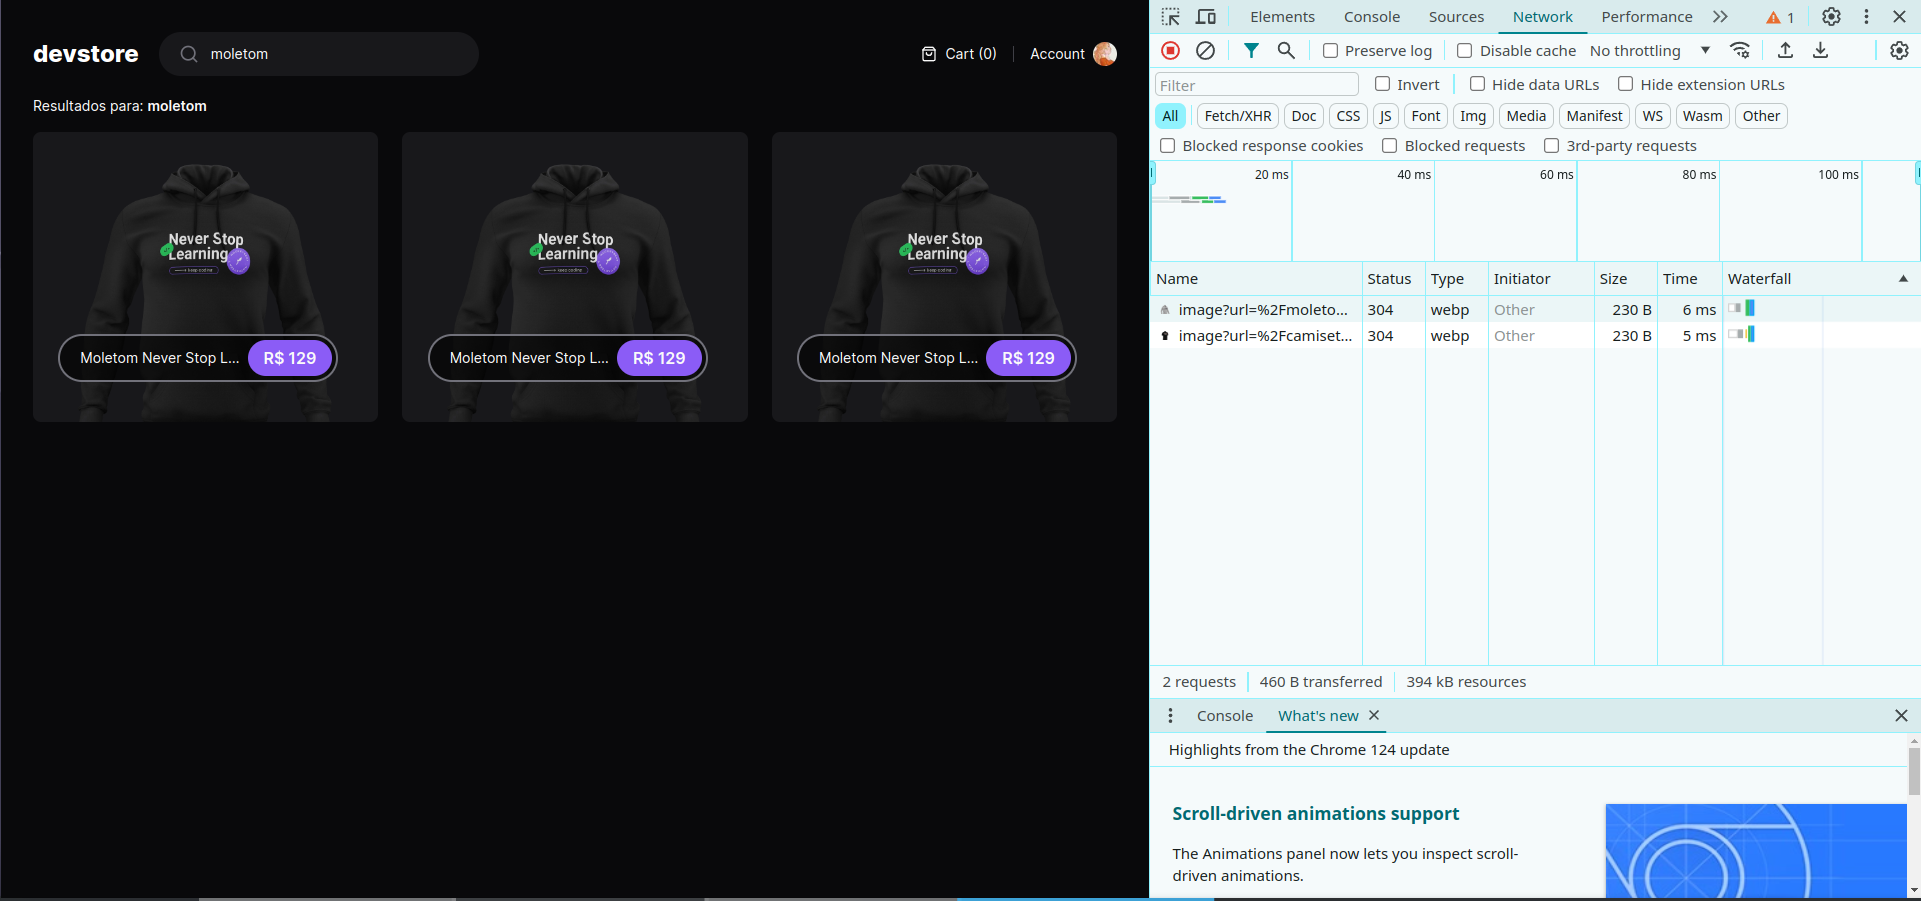 devstore
moletom
Cart (0)
Account
Resultados para: moletom
Never Stop
Learning
keep coding
Moletom Never Stop L...
R$ 129
Never Stop
Learning
keep coding
Moletom Never Stop L...
R$ 129
Never Stop
Learning
keep coding
Moletom Never Stop L...
R$ 129
Elements
Console
Sources
Network
Performance
1
Preserve log
Disable cache
No throttling
Filter
Invert
Hide data URLs
Hide extension URLs
All
Fetch/XHR
Doc
CSS
JS
Font
Img
Media
Manifest
WS
Wasm
Other
Blocked response cookies
Blocked requests
3rd-party requests
20 ms
40 ms
60 ms
80 ms
100 ms
Name Status Type Initiator Size Time Waterfall
image?url=%2Fmoleto... 304 webp Other 230 B 6 ms
image?url=%2Fcamiset... 304 webp Other 230 B 5 ms
2 requests
460 B transferred
394 kB resources
Console
What's new
Highlights from the Chrome 124 update
Scroll-driven animations support
The Animations panel now lets you inspect scroll-
driven animations.